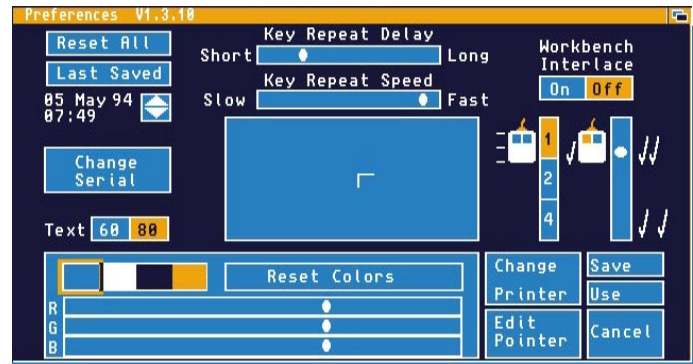 Preferences V1.3.10
Reset All
Last Saved
05 May 94
07:49
Key Repeat Delay
Short
Long
Key Repeat Speed
Slow
Fast
Workbench
Interlace
On
Off
Change
Serial
1
2
4
Text
60
80
Reset Colors
R
G
B
Change
Printer
Edit
Pointer
Save
Use
Cancel